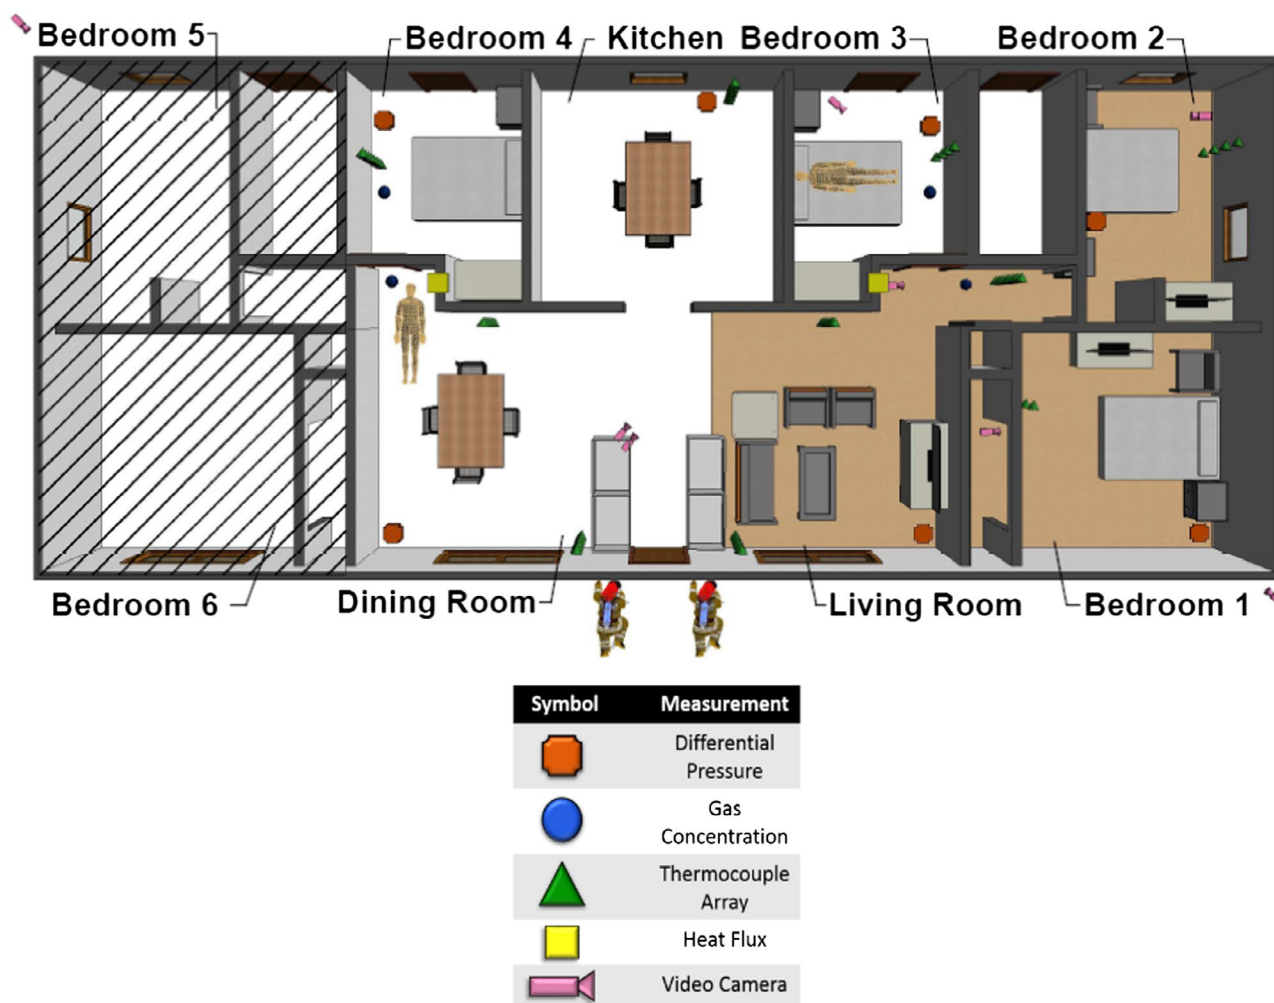 Bedroom 5
Bedroom 4
Kitchen
Bedroom 3
Bedroom 2
Bedroom 6
Dining Room
Living Room
Bedroom 1
Symbol Measurement
Differential
Pressure
Gas
Concentration
Thermocouple
Array
Heat Flux
Video Camera